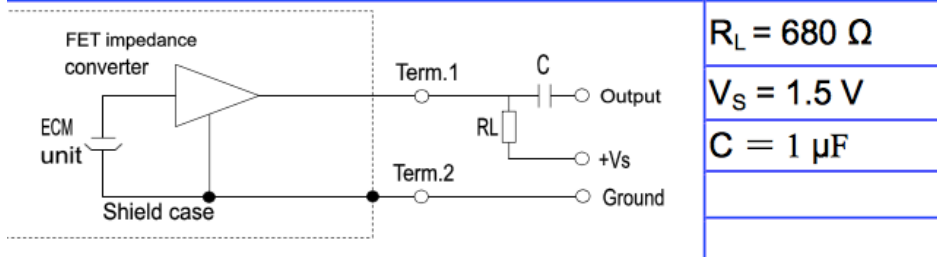 FET impedance
converter
Term.1
C
Output
RL
ECM
unit
+Vs
Term.2
Ground
Shield case
R_L = 680 Ω
V_S = 1.5 V
C = 1 μF